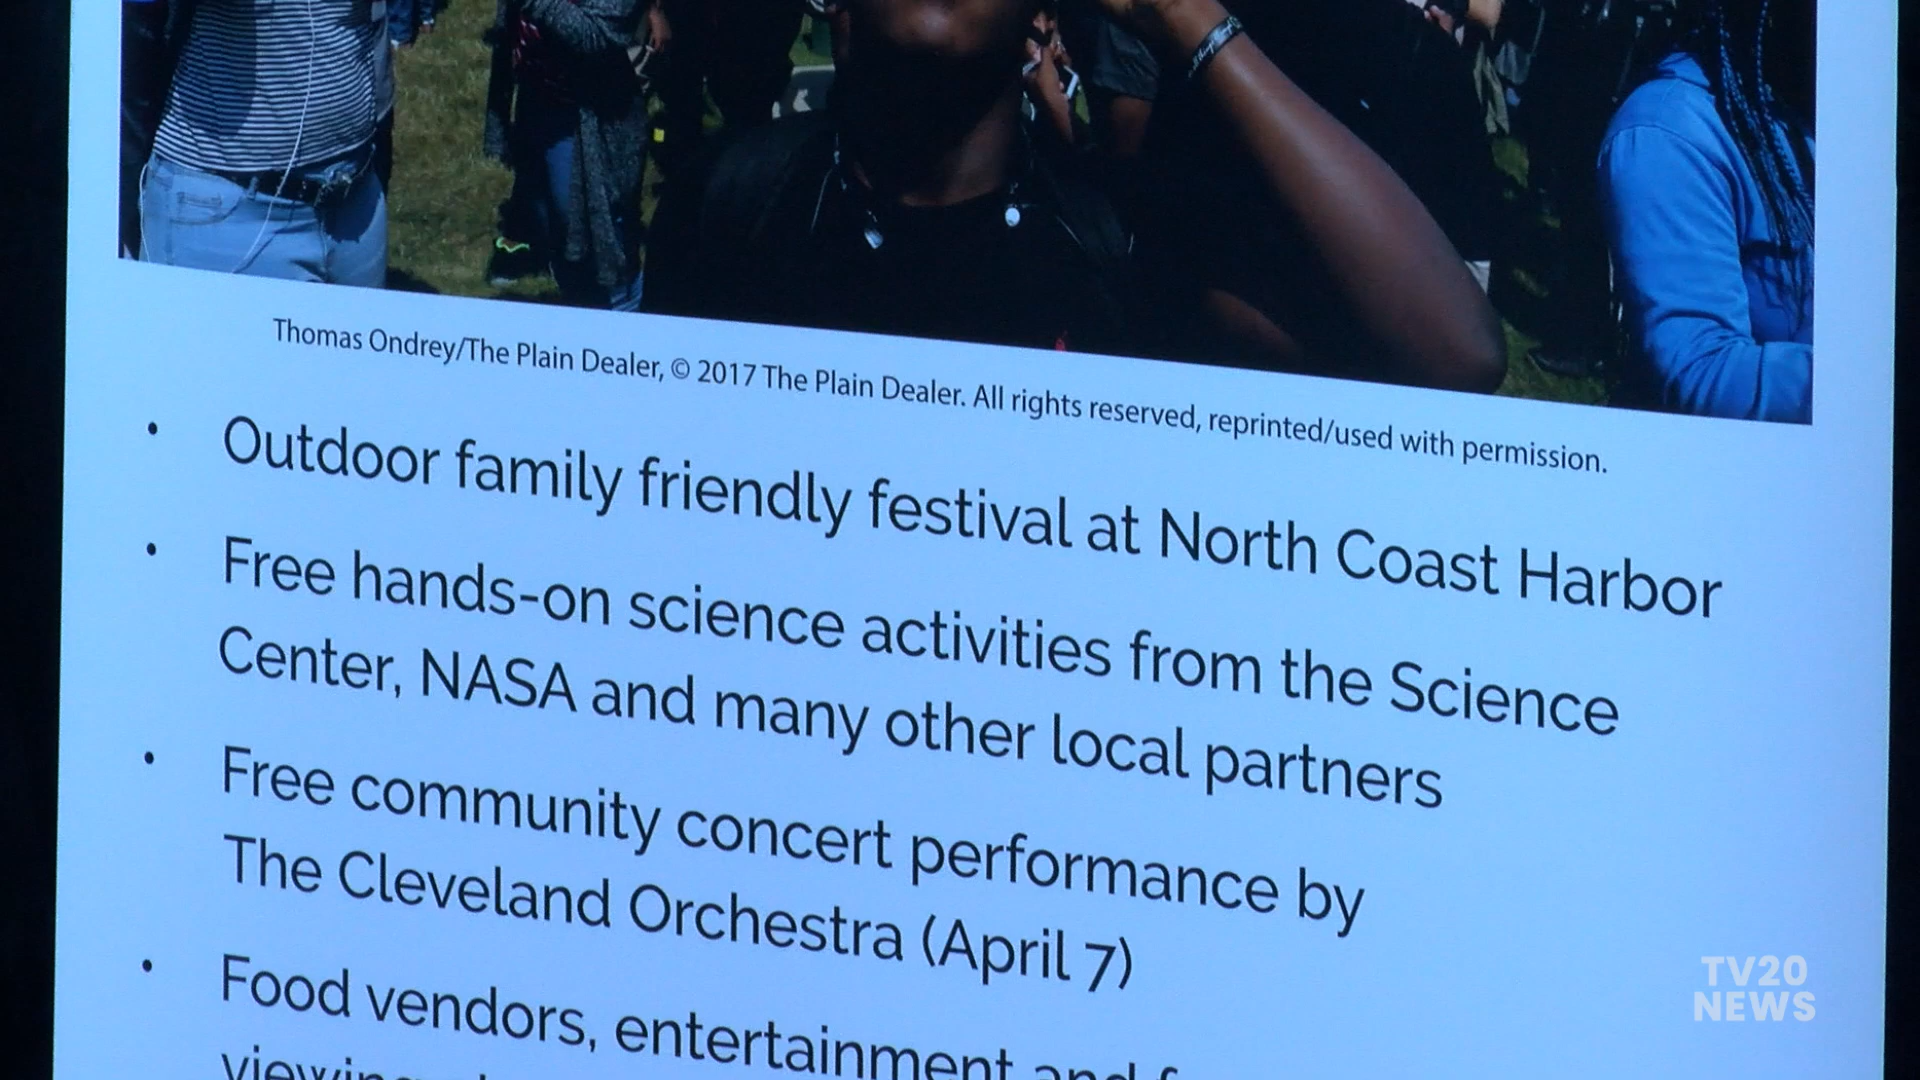 Thomas Ondrey/The Plain Dealer, © 2017 The Plain Dealer. All rights reserved, reprinted/used with permission.
• Outdoor family friendly festival at North Coast Harbor
• Free hands-on science activities from the Science
Center, NASA and many other local partners
• Free community concert performance by
The Cleveland Orchestra (April 7)
• Food vendors, entertainment and
TV20
NEWS